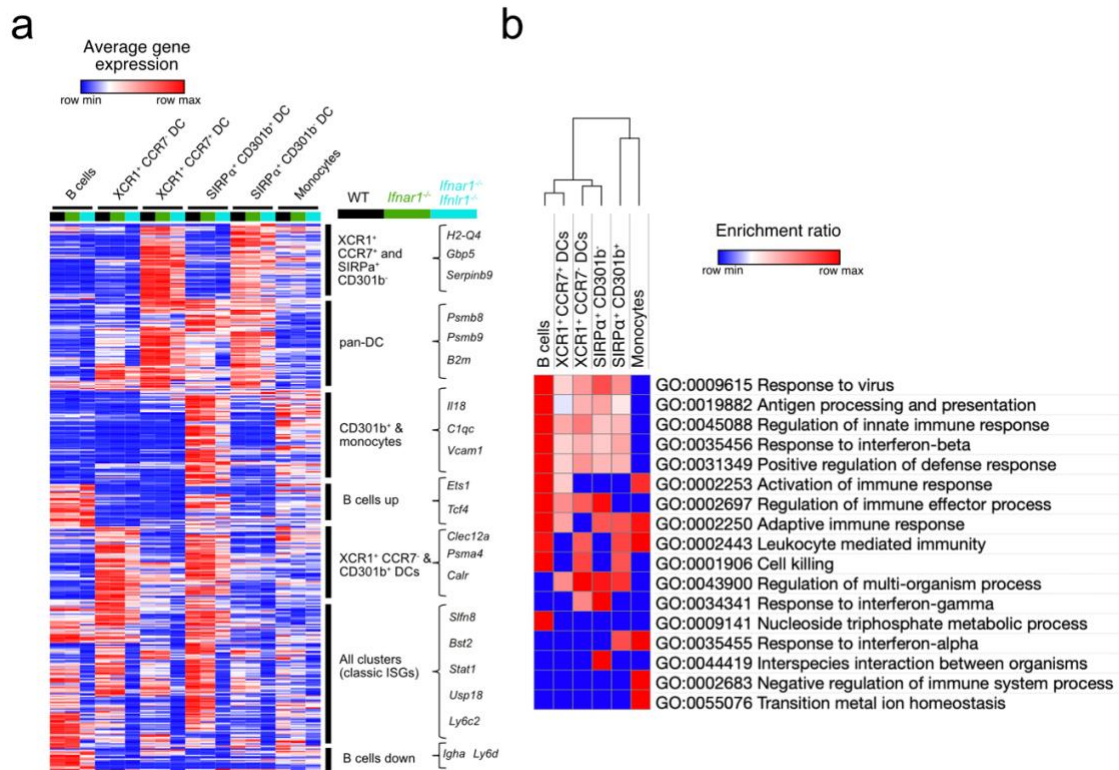 a
Average gene
expression
row min
row max
B cells
XCR1⁺ CCR7⁻ DC
XCR1⁺ CCR7⁺ DC
SIRPα⁺ CD301b⁺ DC
SIRPα⁺ CD301b⁻ DC
Monocytes
WT
Ifnar1⁻/⁻
Ifnar1⁻/⁻
Ifnlr1⁻/⁻
XCR1⁺
CCR7⁺ and
SIRPa⁺
CD301b⁻
H2-Q4
Gbp5
Serpinb9
pan-DC
Psmb8
Psmb9
B2m
CD301b⁺ &
monocytes
Il18
C1qc
Vcam1
B cells up
Ets1
Tcf4
XCR1⁺ CCR7⁻ &
CD301b⁺ DCs
Clec12a
Psma4
Calr
All clusters
(classic ISGs)
Slfn8
Bst2
Stat1
Usp18
Ly6c2
B cells down
Igha Ly6d
b
Enrichment ratio
row min
row max
B cells
XCR1⁺ CCR7⁺ DCs
XCR1⁺ CCR7⁻ DCs
SIRPα⁺ CD301b⁻
SIRPα⁺ CD301b⁺
Monocytes
GO:0009615 Response to virus
GO:0019882 Antigen processing and presentation
GO:0045088 Regulation of innate immune response
GO:0035456 Response to interferon-beta
GO:0031349 Positive regulation of defense response
GO:0002253 Activation of immune response
GO:0002697 Regulation of immune effector process
GO:0002250 Adaptive immune response
GO:0002443 Leukocyte mediated immunity
GO:0001906 Cell killing
GO:0043900 Regulation of multi-organism process
GO:0034341 Response to interferon-gamma
GO:0009141 Nucleoside triphosphate metabolic process
GO:0035455 Response to interferon-alpha
GO:0044419 Interspecies interaction between organisms
GO:0002683 Negative regulation of immune system process
GO:0055076 Transition metal ion homeostasis